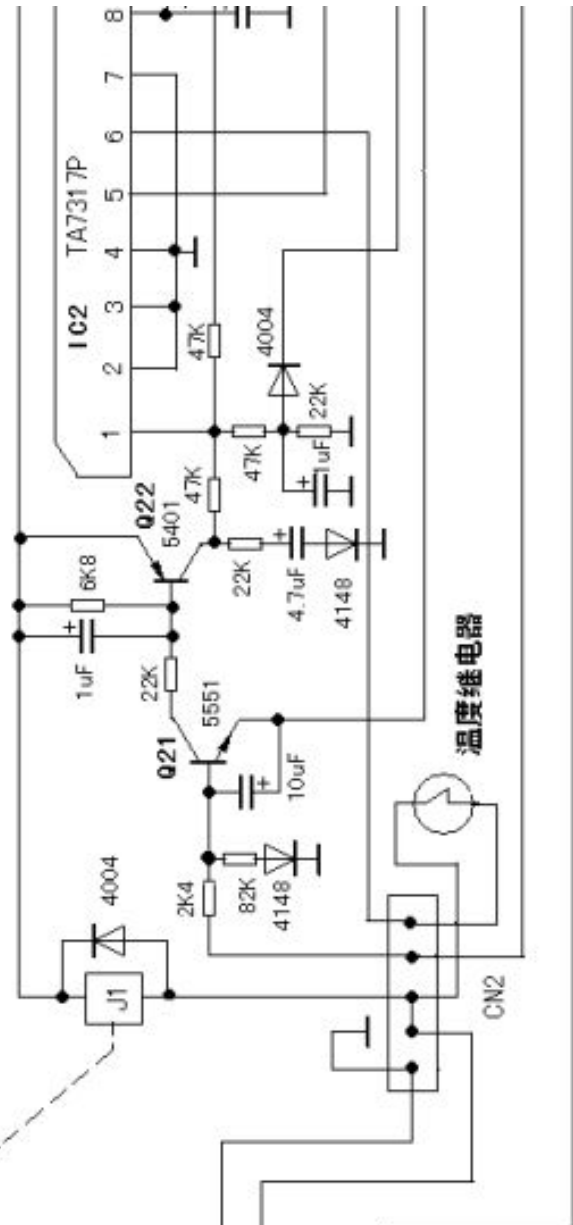 8
7
6
5
4
3
2
1
TA7317P
IC2
47K
4004
22K
47K
1uF
47K
Q22
5401
22K
4.7uF
4148
6K8
1uF
22K
5551
Q21
10uF
温度继电器
4004
2K4
82K
4148
J1
CN2